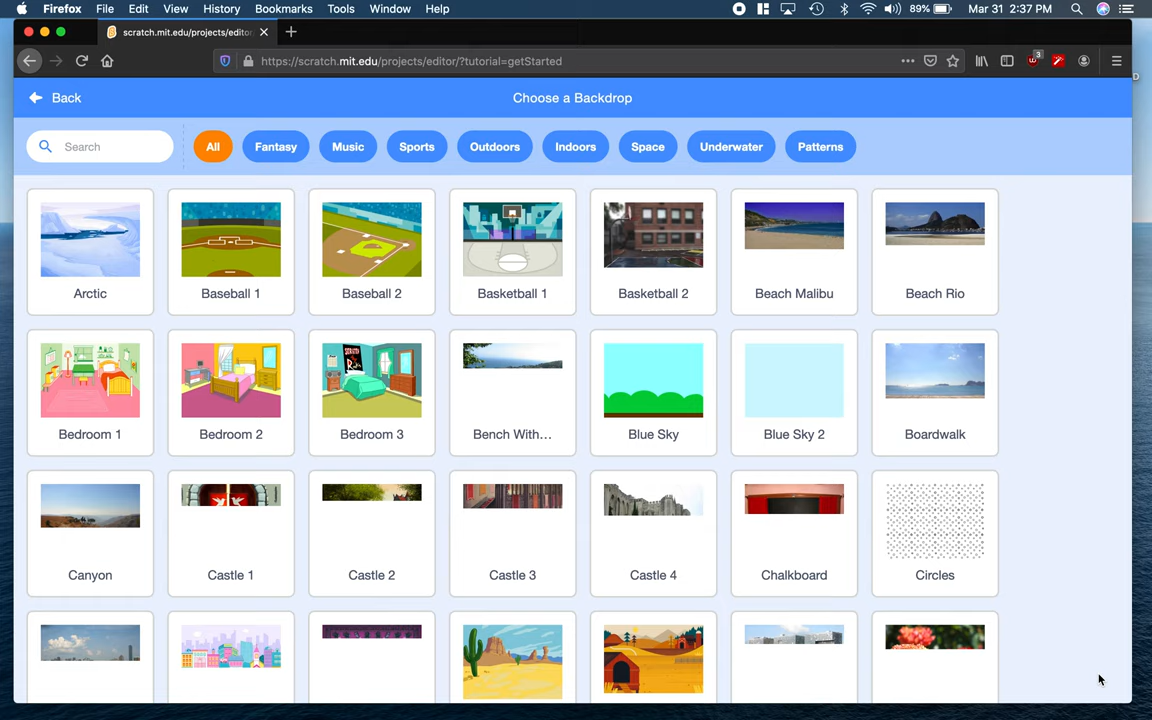 Firefox File Edit View History Bookmarks Tools Window Help 89% Mar 31 2:37 PM
scratch.mit.edu/projects/editor
https://scratch.mit.edu/projects/editor/?tutorial=getStarted
3
Back Choose a Backdrop
Search All Fantasy Music Sports Outdoors Indoors Space Underwater Patterns
Arctic Baseball 1 Baseball 2 Basketball 1 Basketball 2 Beach Malibu Beach Rio
Bedroom 1 Bedroom 2 Bedroom 3 Bench With... Blue Sky Blue Sky 2 Boardwalk
Canyon Castle 1 Castle 2 Castle 3 Castle 4 Chalkboard Circles